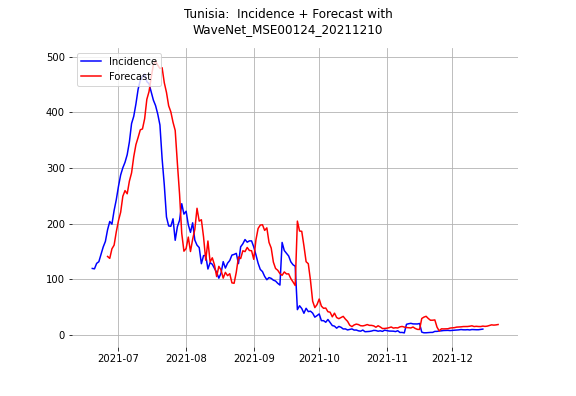 Tunisia:  Incidence + Forecast with
WaveNet_MSE00124_20211210
Incidence
Forecast
500
400
300
200
100
0
2021-07 2021-08 2021-09 2021-10 2021-11 2021-12